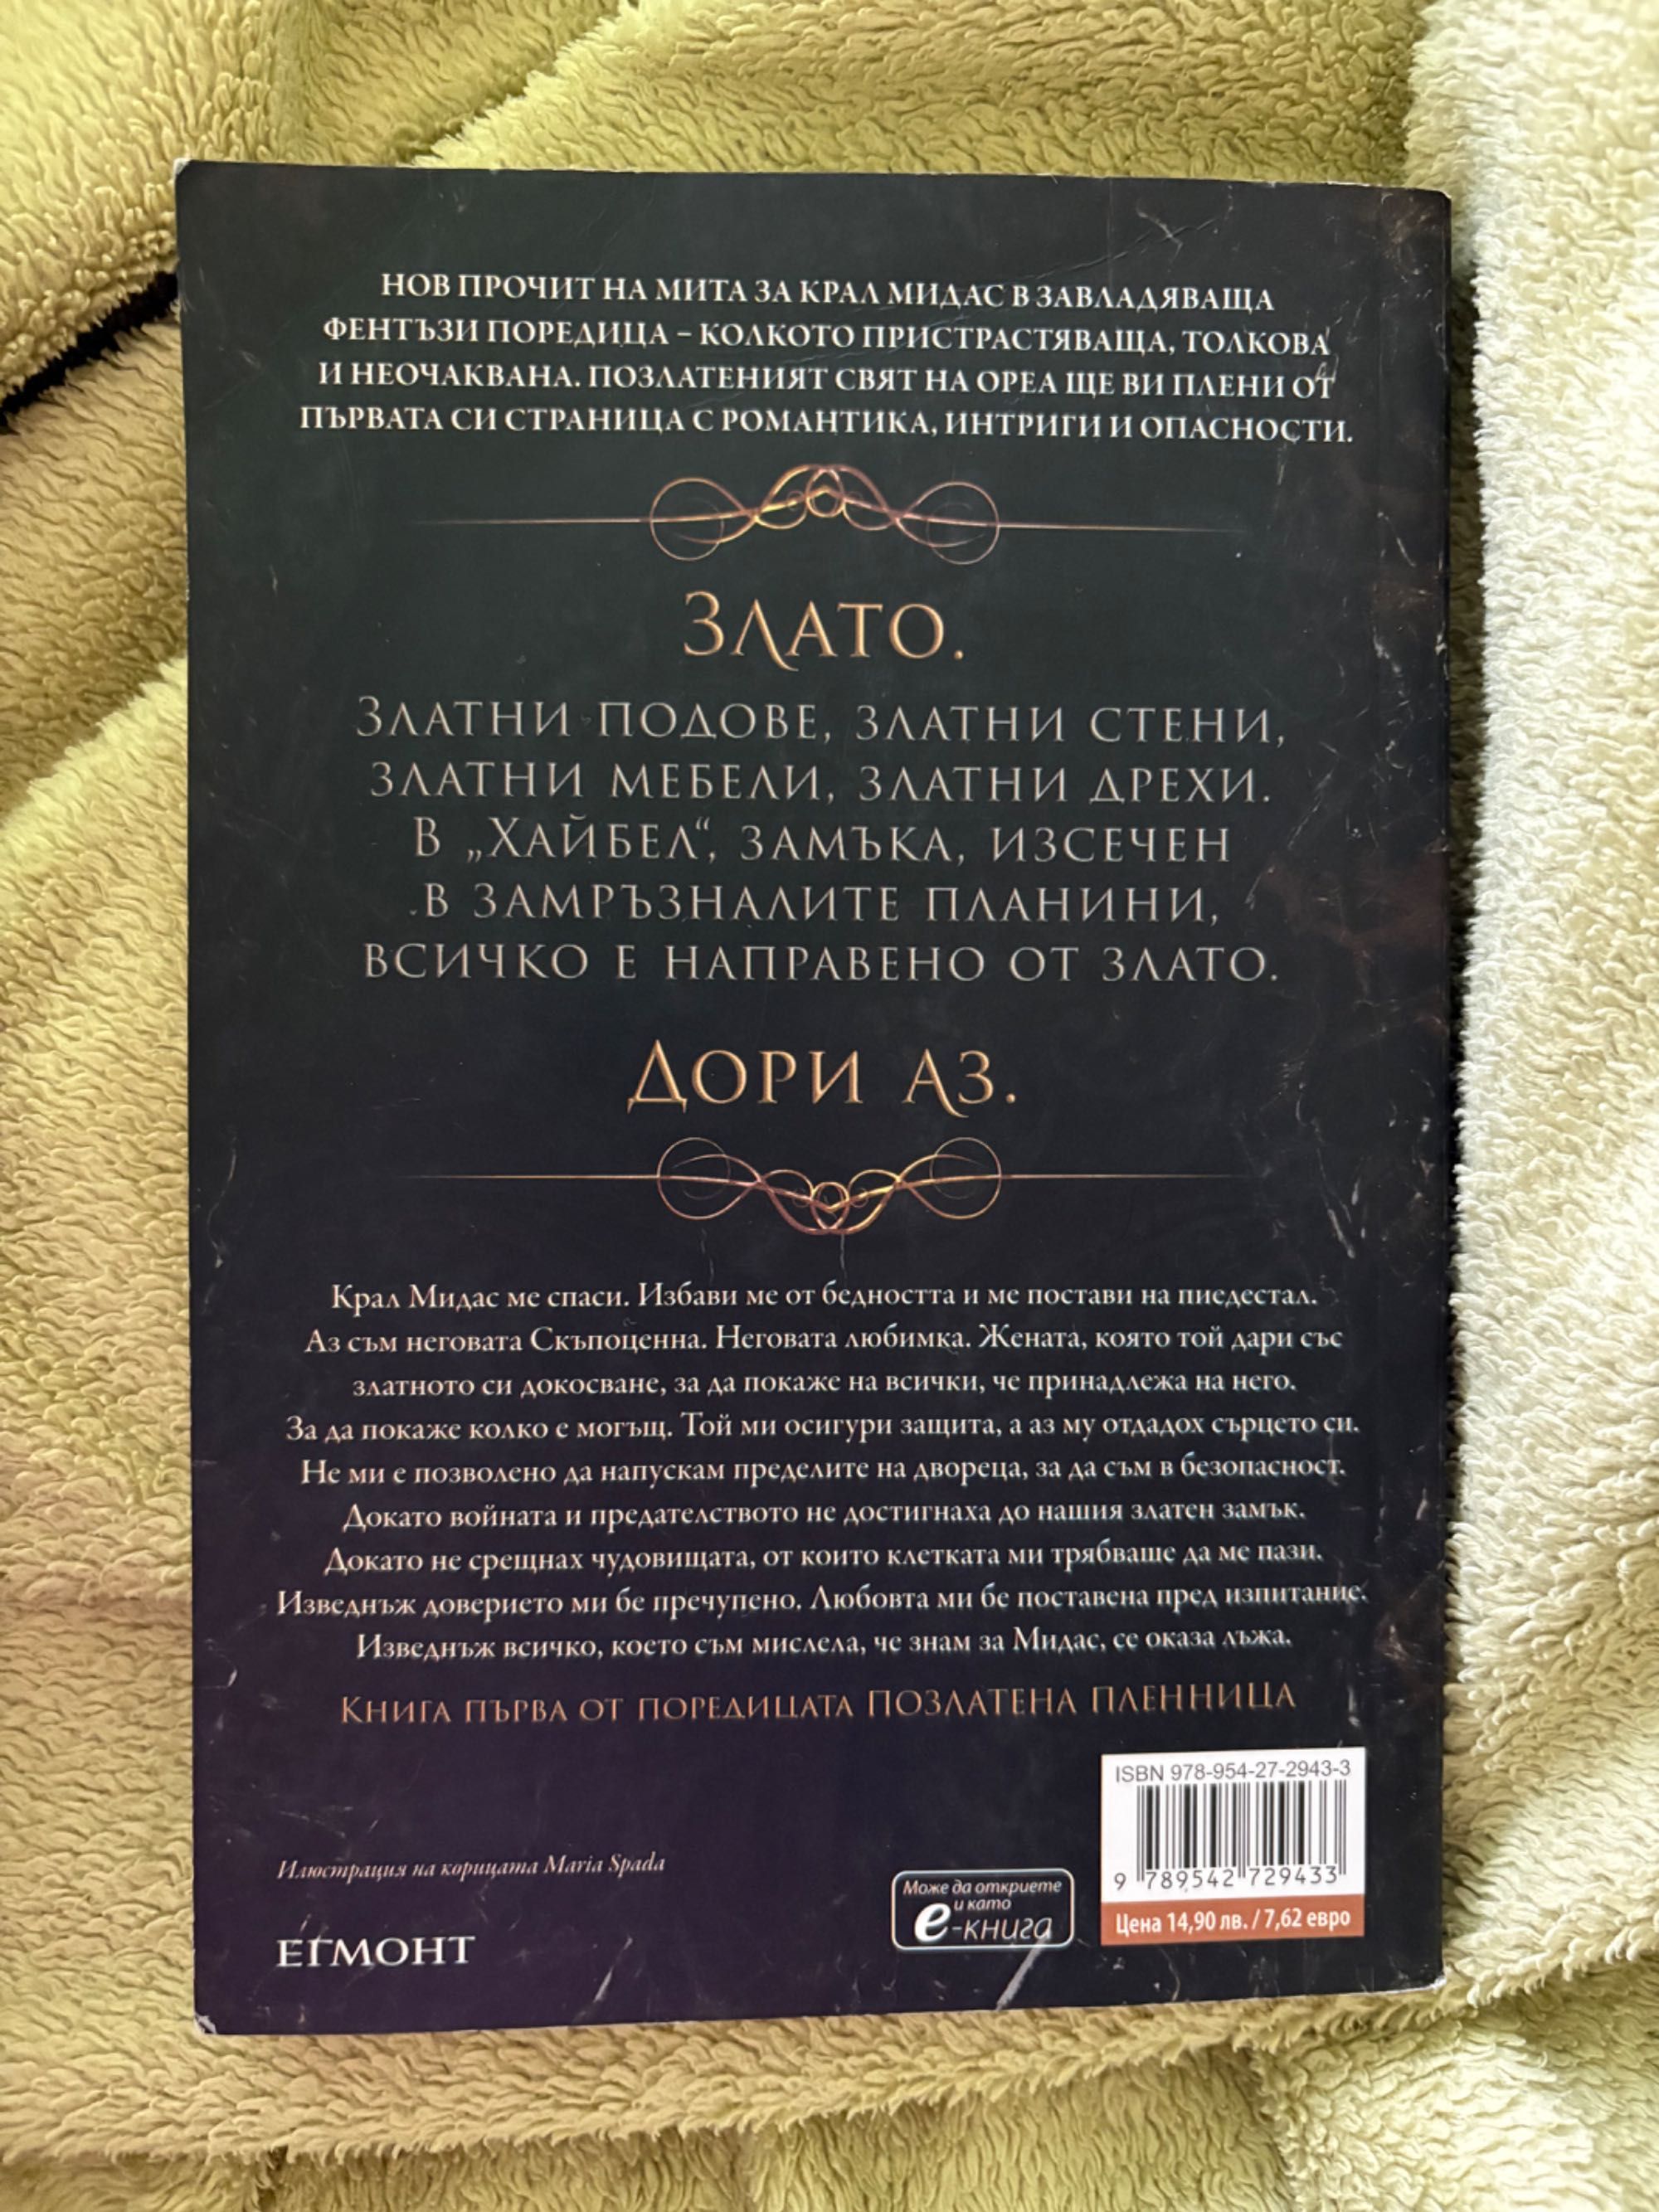 НОВ ПРОЧИТ НА МИТА ЗА КРАЛ МИДАС В ЗАВЛАДЯВАЩА
ФЕНТЪЗИ ПОРЕДИЦА – КОЛКОТО ПРИСТРАСТЯВАЩА, ТОЛКОВА
И НЕОЧАКВАНА. ПОЗЛАТЕНИЯТ СВЯТ НА ОРЕА ЩЕ ВИ ПЛЕНИ ОТ
ПЪРВАТА СИ СТРАНИЦА С РОМАНТИКА, ИНТРИГИ И ОПАСНОСТИ.
ЗЛАТО.
ЗЛАТНИ ПОДОВЕ, ЗЛАТНИ СТЕНИ,
ЗЛАТНИ МЕБЕЛИ, ЗЛАТНИ ДРЕХИ.
В „ХАЙБЕЛ“, ЗАМЪКА, ИЗСЕЧЕН
В ЗАМРЪЗНАЛИТЕ ПЛАНИНИ,
ВСИЧКО Е НАПРАВЕНО ОТ ЗЛАТО.
ДОРИ АЗ.
Крал Мидас ме спаси. Избави ме от бедността и ме постави на пиедестал.
Аз съм неговата Скъпоценна. Неговата любимка. Жената, която той дари със
златното си докосване, за да покаже на всички, че принадлежа на него.
За да покаже колко е могъщ. Той ми осигури защита, а аз му отдадох сърцето си.
Не ми е позволено да напускам пределите на двореца, за да съм в безопасност.
Докато войната и предателството не достигнаха до нашия златен замък.
Докато не срещнах чудовищата, от които клетката ми трябваше да ме пази.
Изведнъж доверието ми бе пречупено. Любовта ми бе поставена пред изпитание.
Изведнъж всичко, което съм мислела, че знам за Мидас, се оказа лъжа.
КНИГА ПЪРВА ОТ ПОРЕДИЦАТА ПОЗЛАТЕНА ПЛЕННИЦА
ISBN 978-954-27-2943-3
9 789542 729433
Цена 14,90 лв. / 7,62 евро
Илюстрация на корицата Maria Spada
Може да откриете
и като
е-книга
ЕГМОНТ